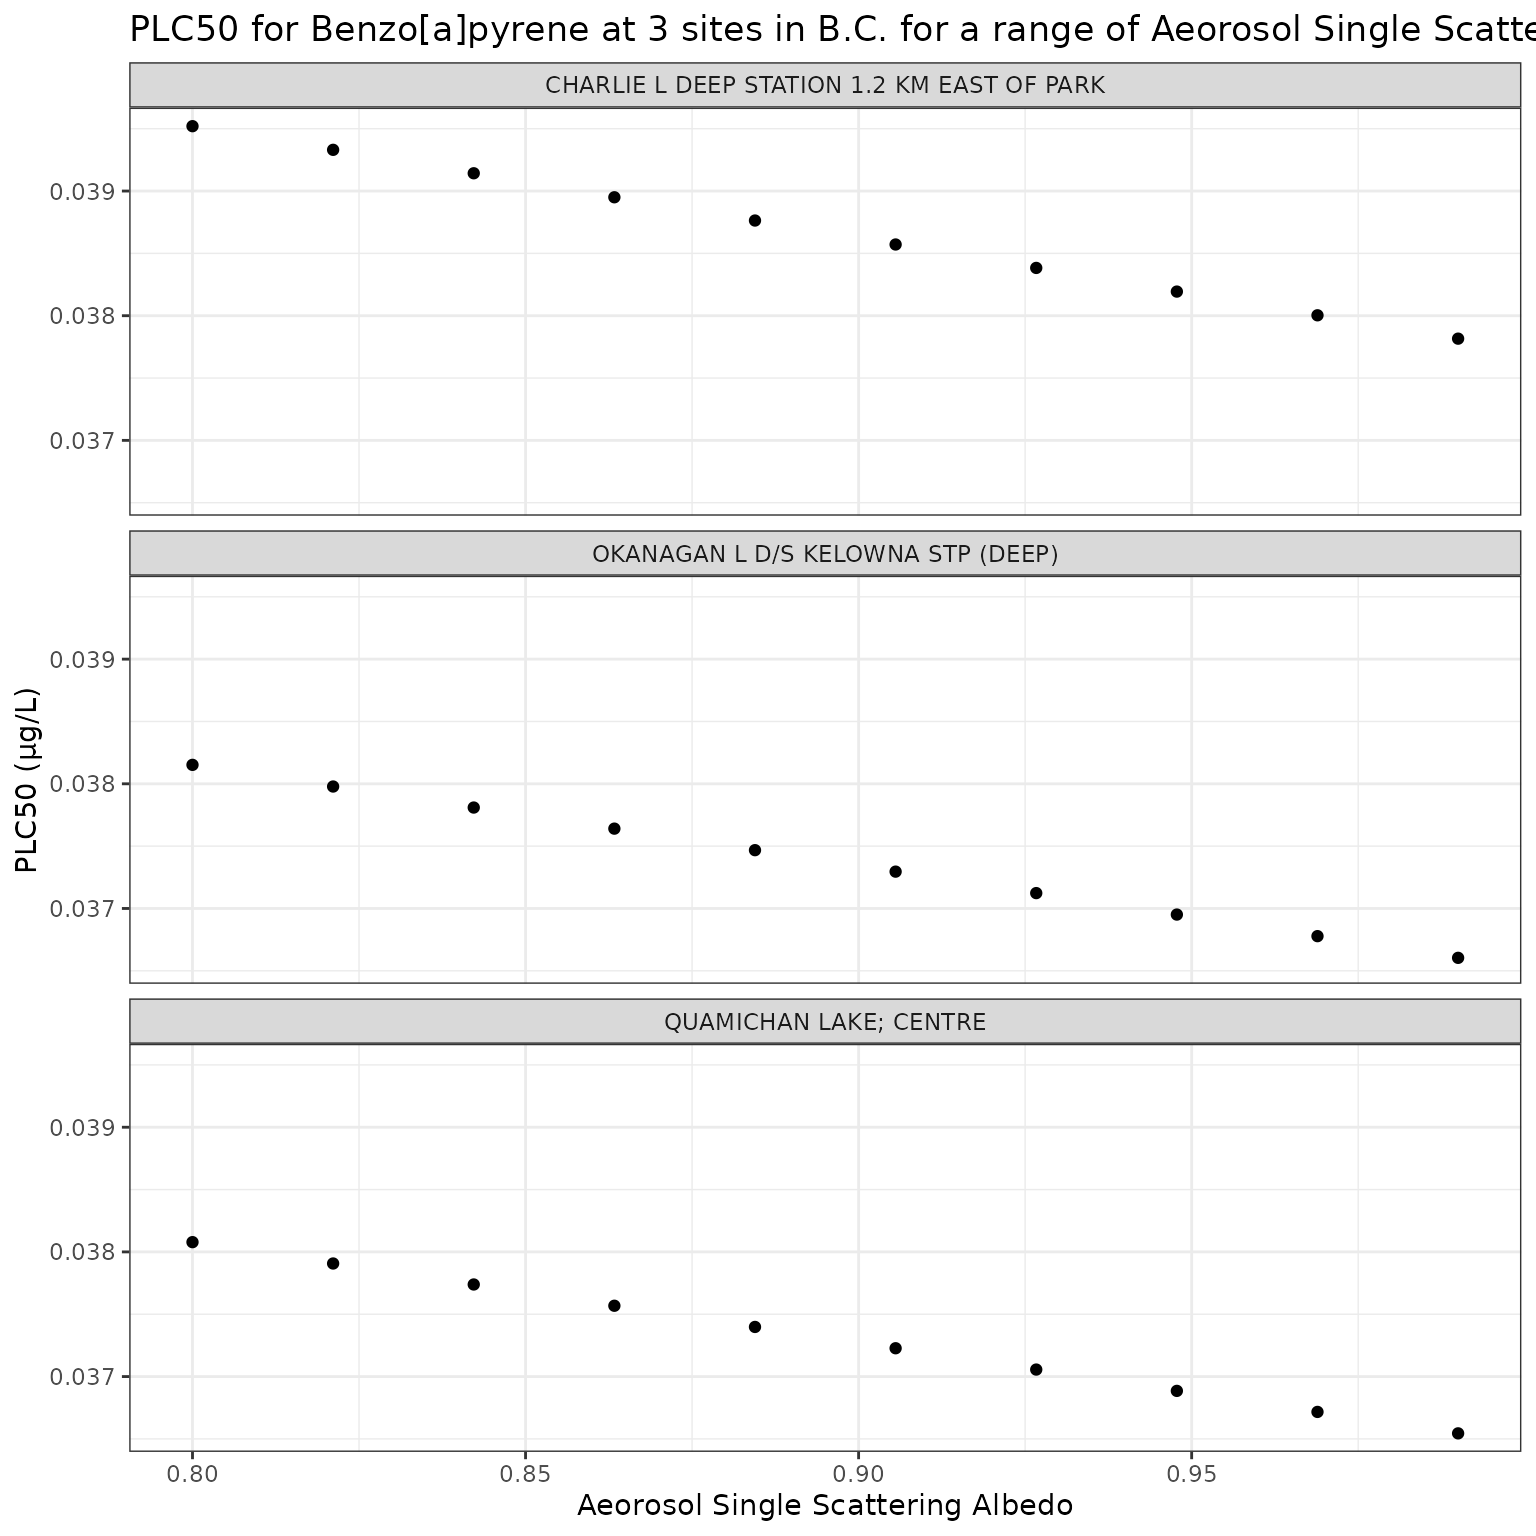 PLC50 for Benzo[a]pyrene at 3 sites in B.C. for a range of Aeorosol Single Scatte
CHARLIE L DEEP STATION 1.2 KM EAST OF PARK
0.039
0.038
0.037
OKANAGAN L D/S KELOWNA STP (DEEP)
0.039
0.038
0.037
PLC50 (µg/L)
QUAMICHAN LAKE; CENTRE
0.039
0.038
0.037
0.80 0.85 0.90 0.95
Aeorosol Single Scattering Albedo